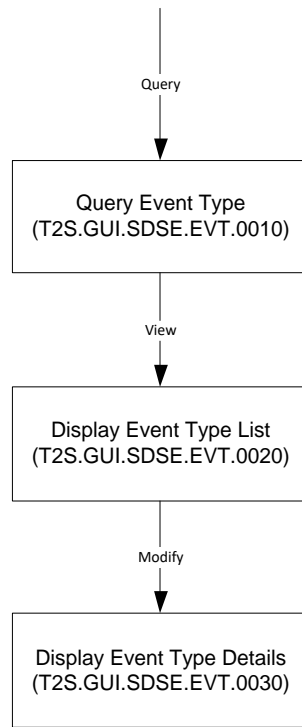 Query
Query Event Type
(T2S.GUI.SDSE.EVT.0010)
View
Display Event Type List
(T2S.GUI.SDSE.EVT.0020)
Modify
Display Event Type Details
(T2S.GUI.SDSE.EVT.0030)